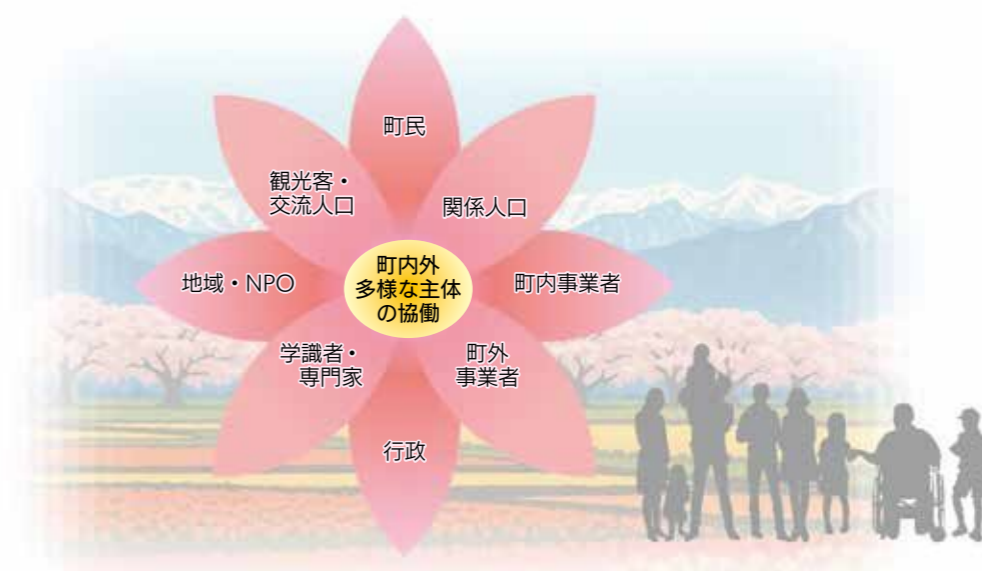 町民
観光客・
交流人口
関係人口
地域・NPO
町内外
多様な主体
の協働
町内事業者
学識者・
専門家
町外
事業者
行政